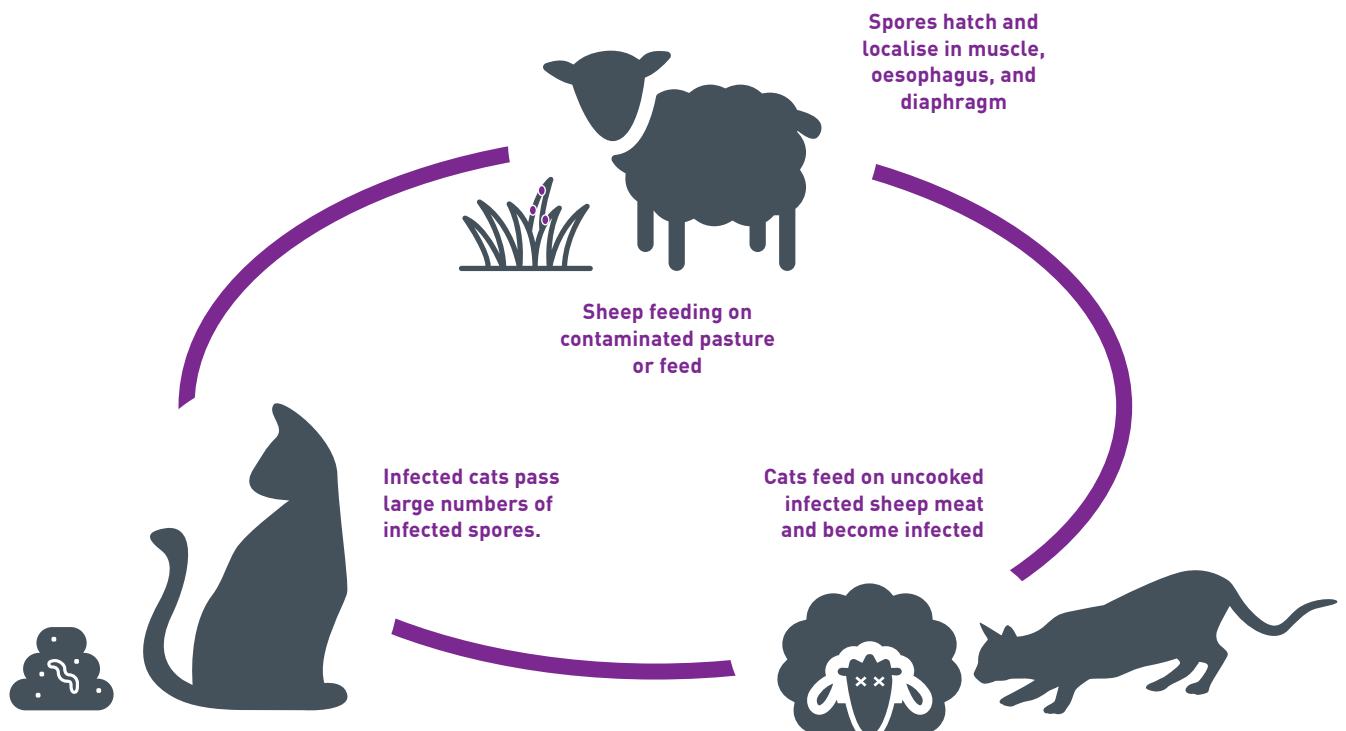 Spores hatch and
localise in muscle,
oesophagus, and
diaphragm
Sheep feeding on
contaminated pasture
or feed
Infected cats pass
large numbers of
infected spores.
Cats feed on uncooked
infected sheep meat
and become infected